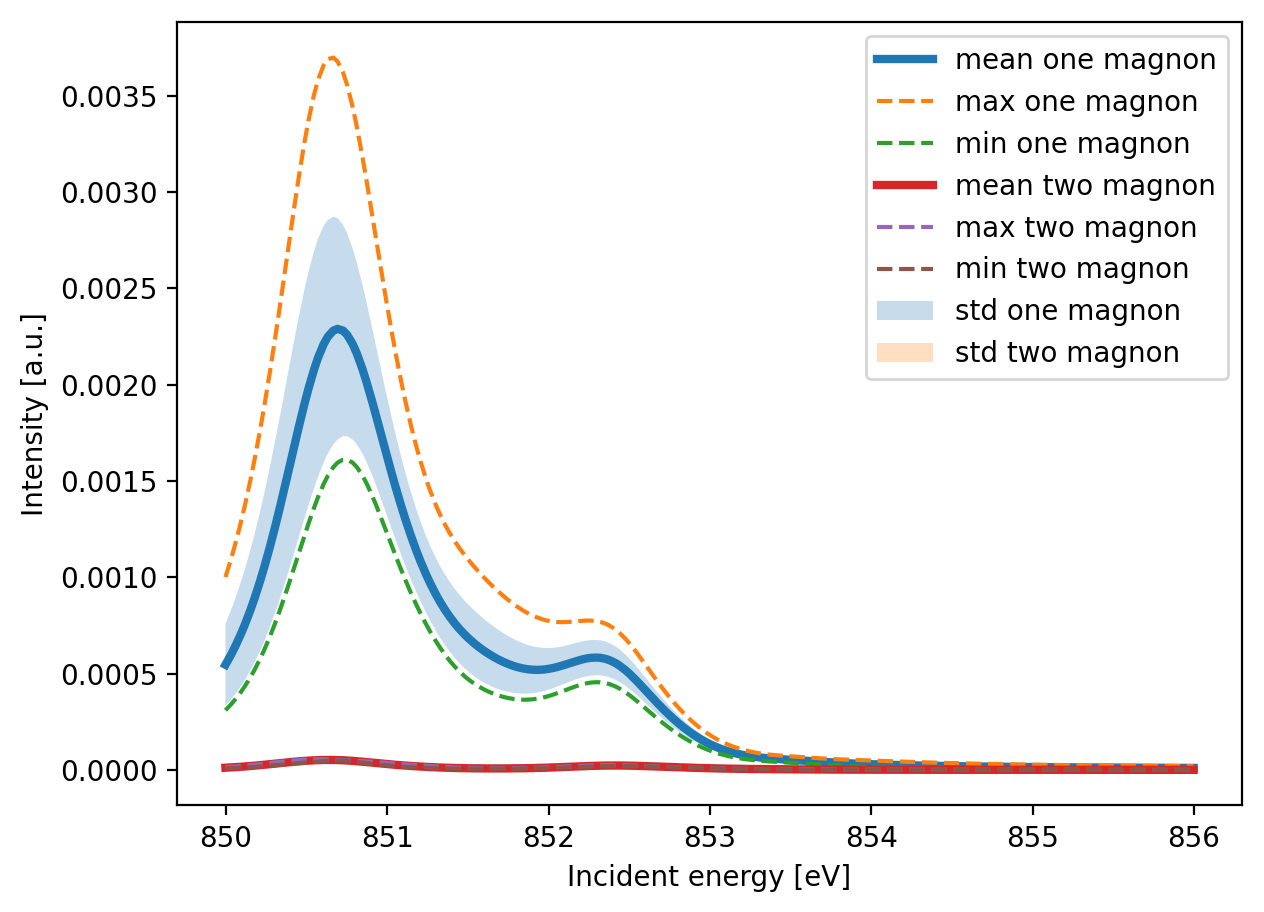 mean one magnon
max one magnon
min one magnon
mean two magnon
max two magnon
min two magnon
std one magnon
std two magnon
0.0035
0.0030
0.0025
0.0020
0.0015
0.0010
0.0005
0.0000
Intensity [a.u.]
850 851 852 853 854 855 856
Incident energy [eV]